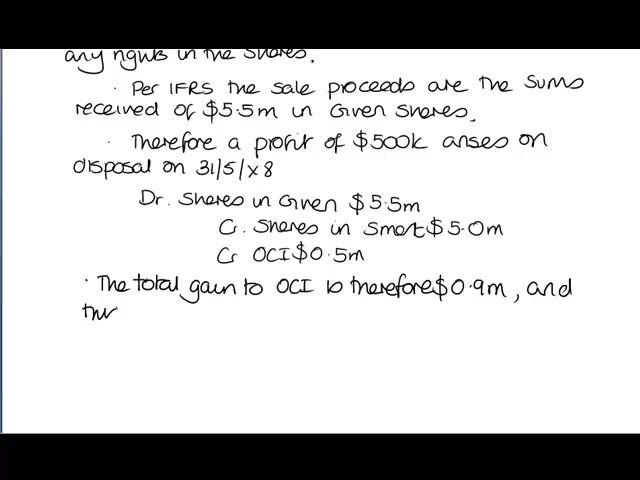 any rights in the shares.
· Per IFRS the sale proceeds are the sums
received of $5.5m in Given shares.
· Therefore a profit of $500k arises on
disposal on 31/5/x8
Dr. Shares in Given $5.5m
Cr. Shares in Smart $5.0m
Cr OCI $0.5m
· The total gain to OCI is therefore $0.9m, and